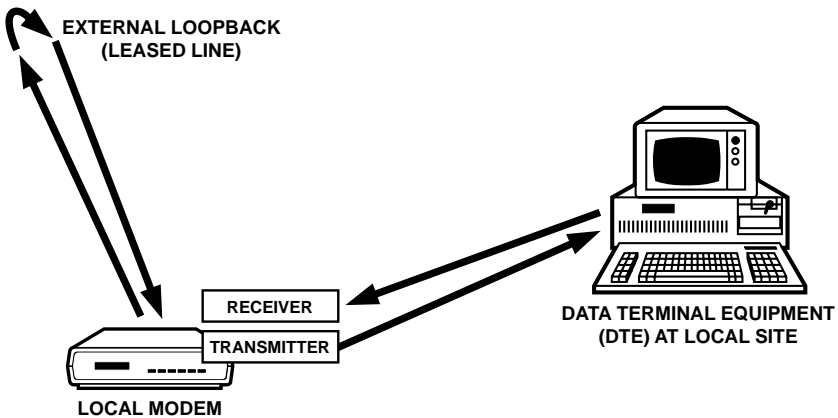 EXTERNAL LOOPBACK
(LEASED LINE)
RECEIVER
TRANSMITTER
DATA TERMINAL EQUIPMENT
(DTE) AT LOCAL SITE
LOCAL MODEM